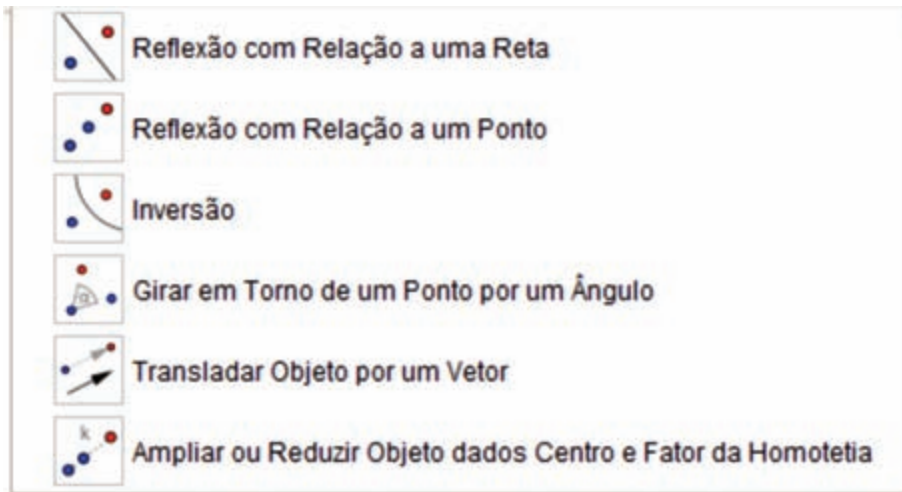 Reflexão com Relação a uma Reta
Reflexão com Relação a um Ponto
Inversão
α
Girar em Torno de um Ponto por um Ângulo
Transladar Objeto por um Vetor
k
Ampliar ou Reduzir Objeto dados Centro e Fator da Homotetia